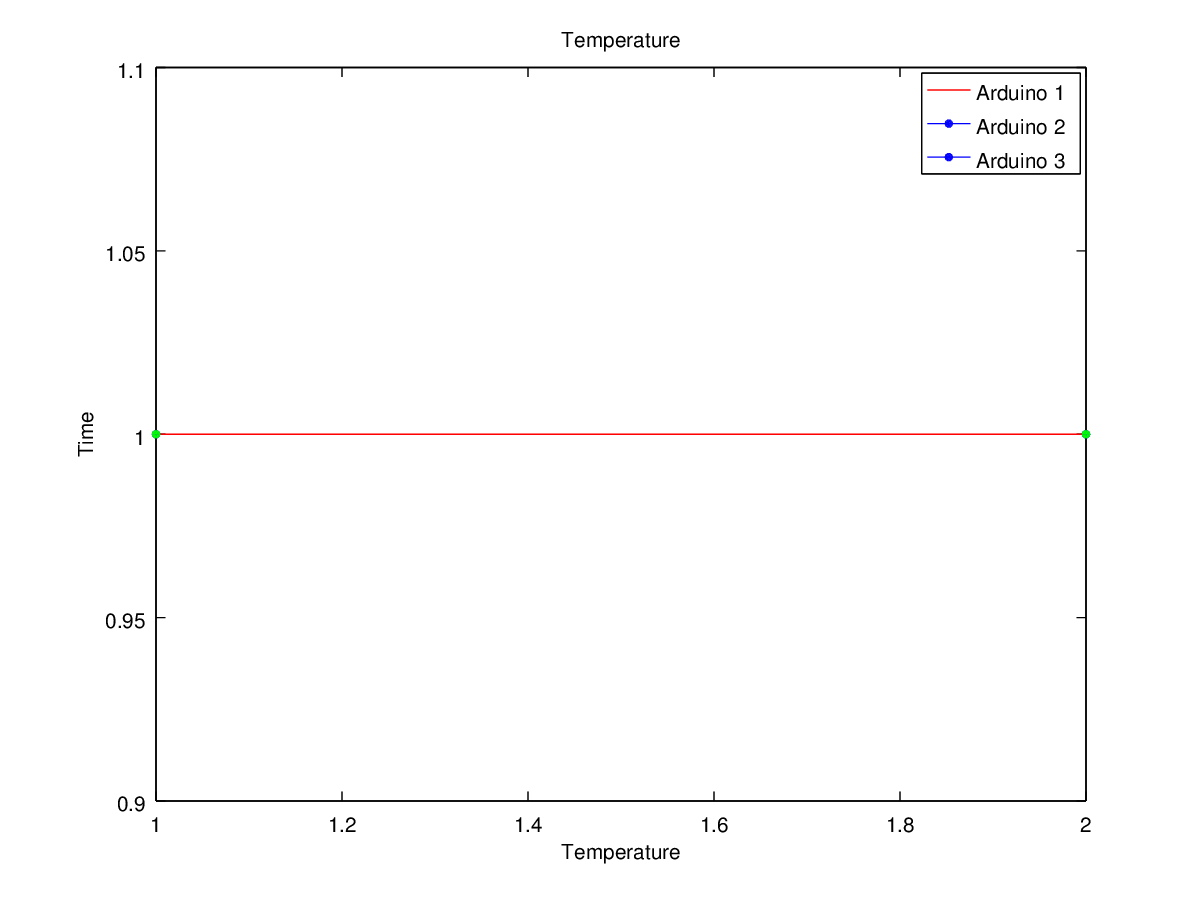 Temperature
1.1
Arduino 1
Arduino 2
Arduino 3
1.05
Time
1
0.95
0.9
1 1.2 1.4 1.6 1.8 2
Temperature